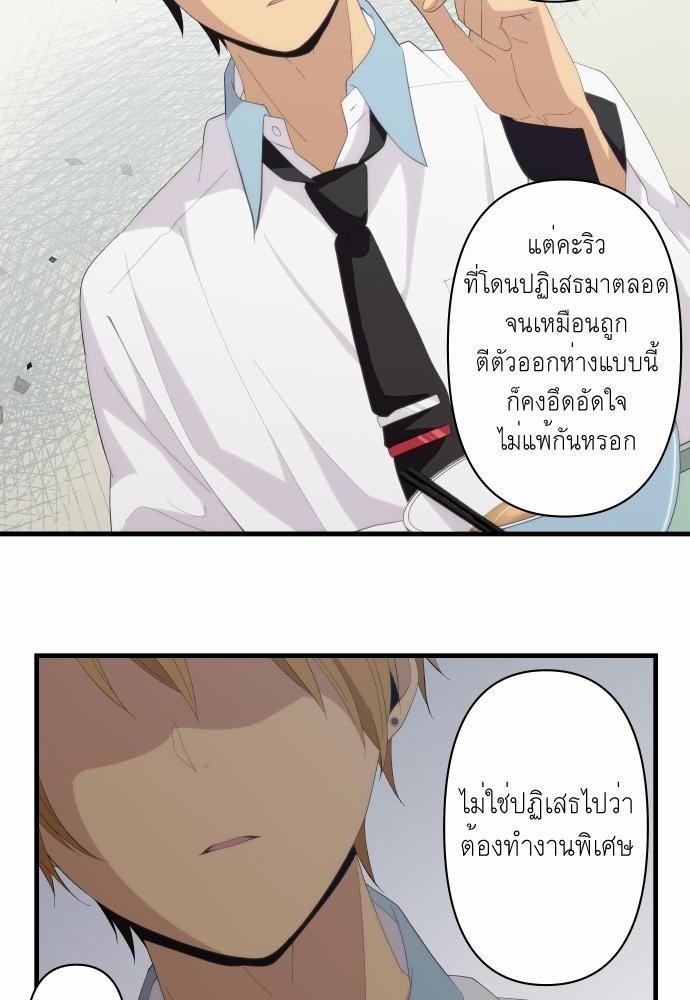 แต่คะริว
ที่โดนปฏิเสธมาตลอด
จนเหมือนถูก
ตีตัวออกห่างแบบนี้
ก็คงอึดอัดใจ
ไม่แพ้กันหรอก
ไม่ใช่ปฏิเสธไปว่า
ต้องทำงานพิเศษ